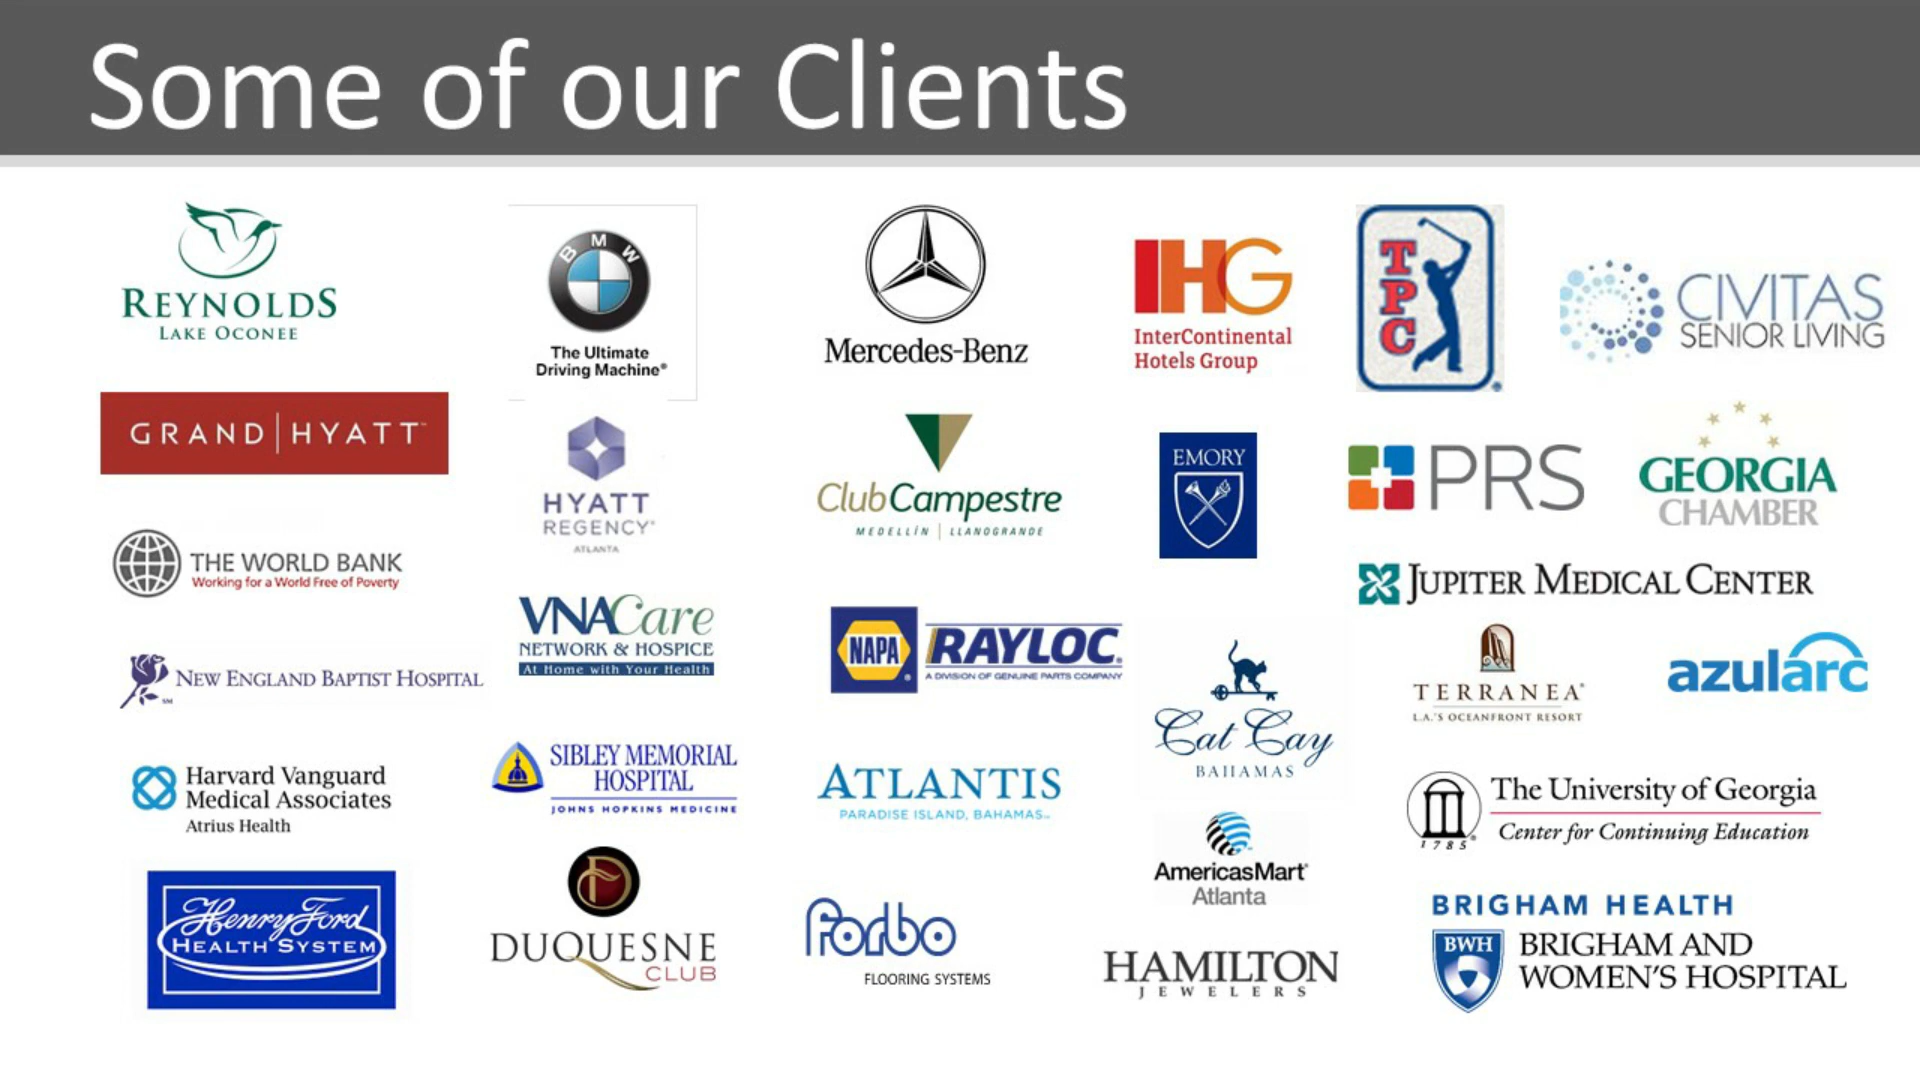 Some of our Clients
REYNOLDS
LAKE OCONEE
BMW
The Ultimate
Driving Machine®
Mercedes-Benz
IHG
InterContinental
Hotels Group
TPC
CIVITAS
SENIOR LIVING
GRAND | HYATT™
HYATT
REGENCY®
ATLANTA
ClubCampestre
MEDELLÍN | LLANOGRANDE
EMORY
PRS
GEORGIA
CHAMBER
THE WORLD BANK
Working for a World Free of Poverty
VNACare
NETWORK & HOSPICE
At Home with Your Health
NAPA
RAYLOC®
A DIVISION OF GENUINE PARTS COMPANY
JUPITER MEDICAL CENTER
NEW ENGLAND BAPTIST HOSPITAL
SM
Cat Cay
BAHAMAS
TERRANEA®
L.A.'S OCEANFRONT RESORT
azularc
Harvard Vanguard
Medical Associates
Atrius Health
SIBLEY MEMORIAL
HOSPITAL
JOHNS HOPKINS MEDICINE
ATLANTIS
PARADISE ISLAND, BAHAMAS™
AmericasMart®
Atlanta
The University of Georgia
1785
Center for Continuing Education
Henry Ford
HEALTH SYSTEM
D
DUQUESNE
CLUB
forbo
FLOORING SYSTEMS
HAMILTON
JEWELERS
BRIGHAM HEALTH
BWH
BRIGHAM AND
WOMEN'S HOSPITAL